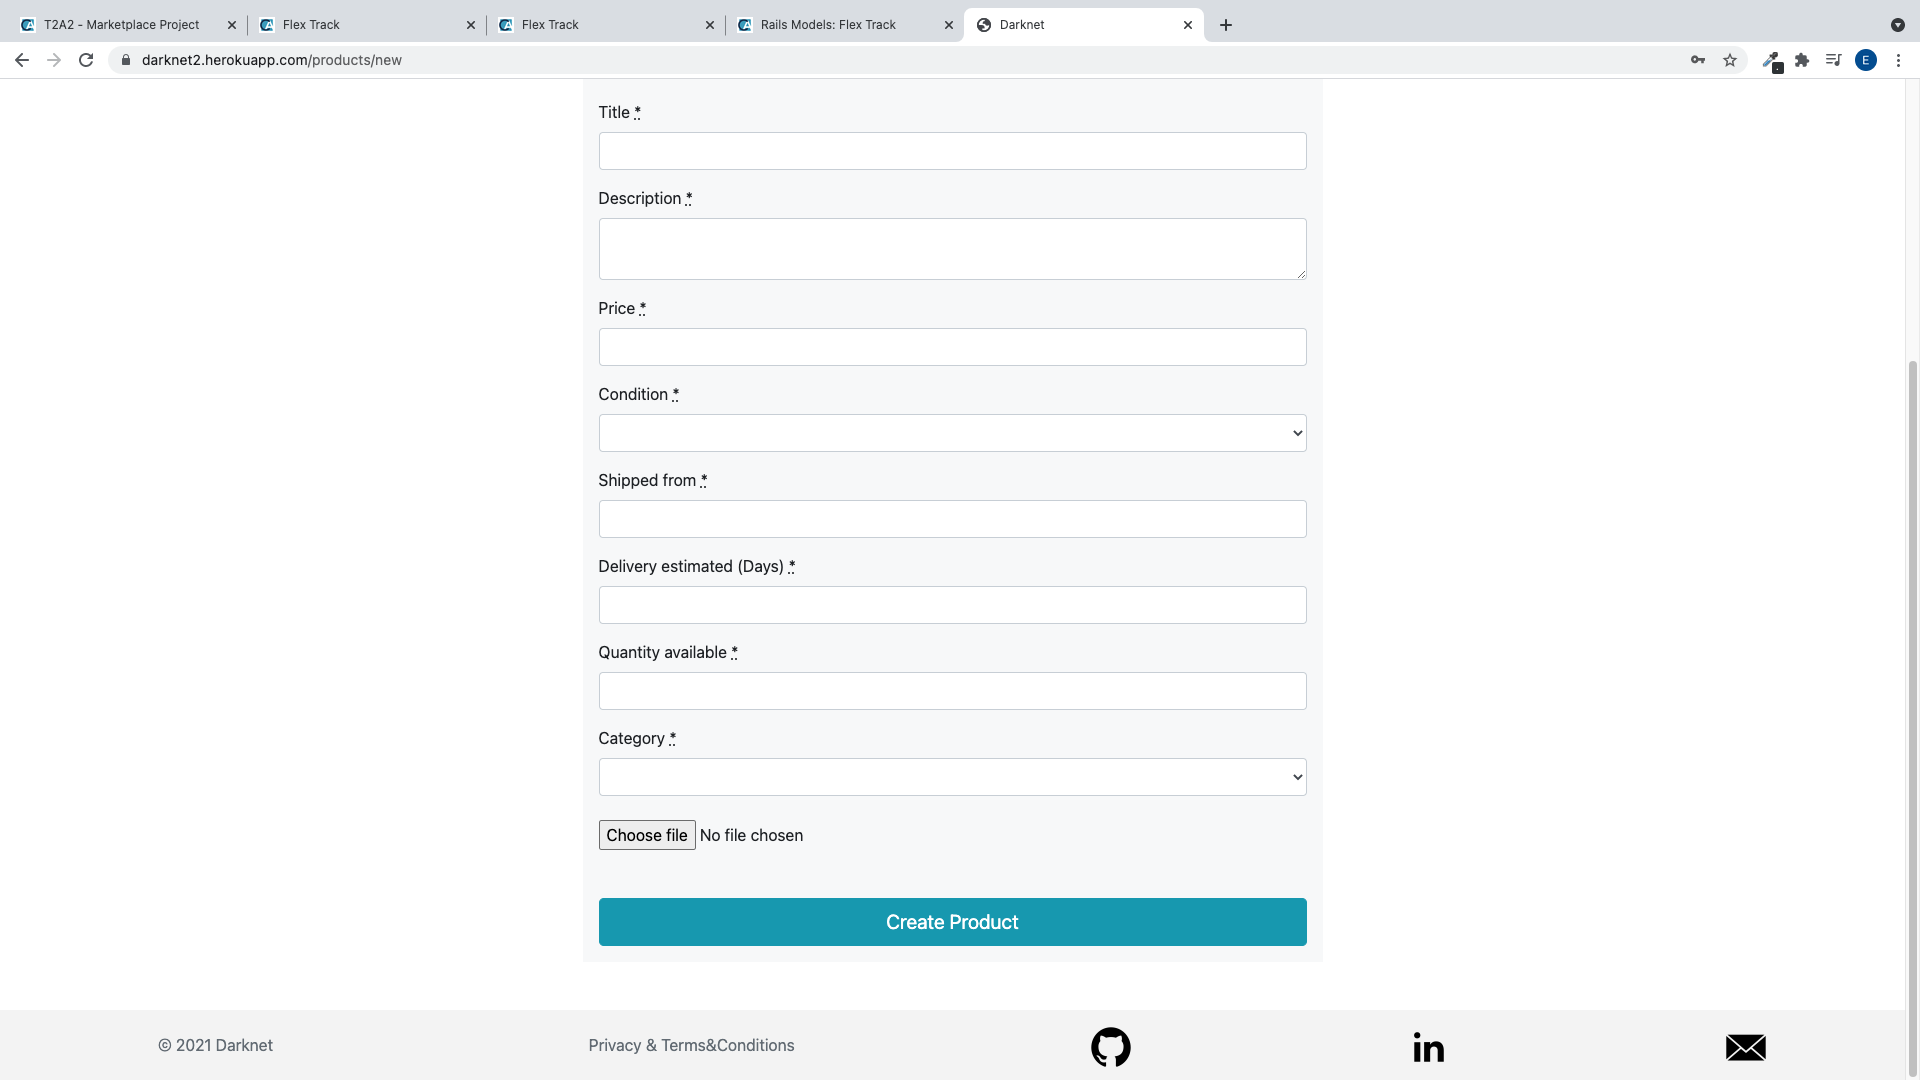 T2A2 - Marketplace Project
Flex Track
Flex Track
Rails Models: Flex Track
Darknet
darknet2.herokuapp.com/products/new
E
Title *
Description *
Price *
Condition *
Shipped from *
Delivery estimated (Days) *
Quantity available *
Category *
Choose file No file chosen
Create Product
© 2021 Darknet
Privacy & Terms&Conditions
in